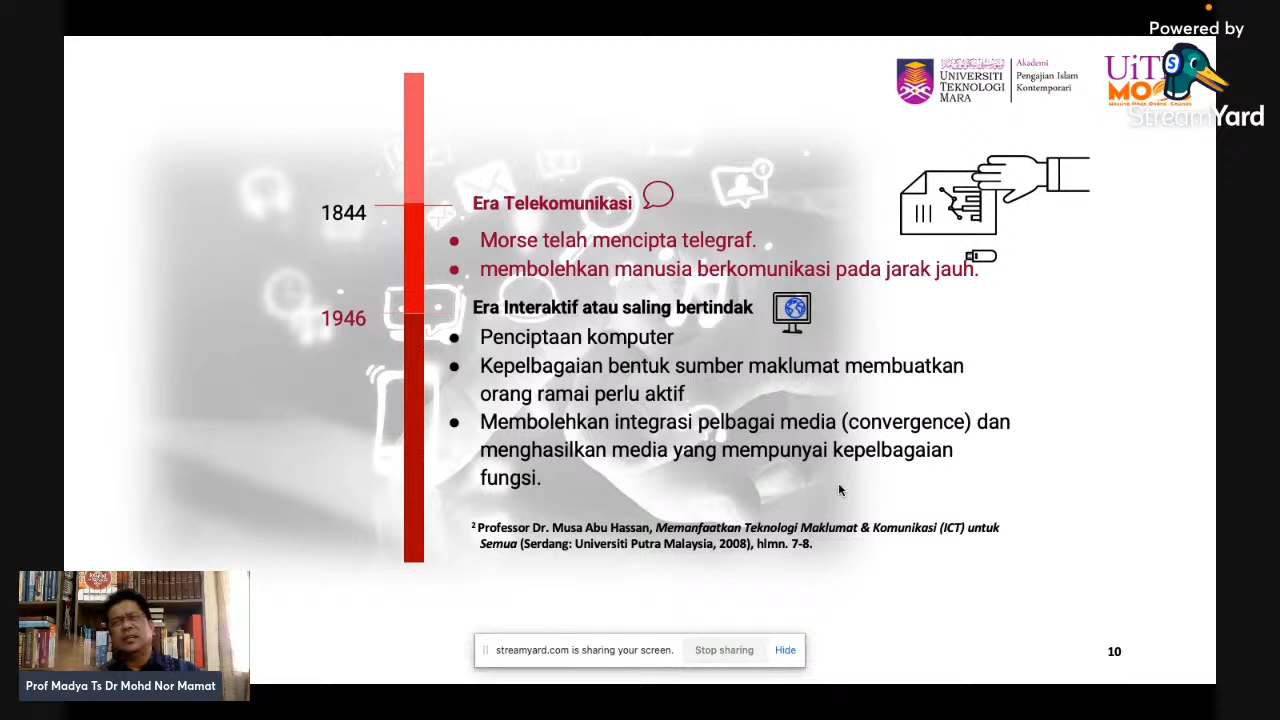 Powered by
StreamYard
UNIVERSITI
TEKNOLOGI
MARA
Akademi
Pengajian Islam
Kontemporari
1844
Era Telekomunikasi
● Morse telah mencipta telegraf.
● membolehkan manusia berkomunikasi pada jarak jauh.
1946
Era Interaktif atau saling bertindak
● Penciptaan komputer
● Kepelbagaian bentuk sumber maklumat membuatkan
orang ramai perlu aktif
● Membolehkan integrasi pelbagai media (convergence) dan
menghasilkan media yang mempunyai kepelbagaian
fungsi.
2 Professor Dr. Musa Abu Hassan, Memanfaatkan Teknologi Maklumat & Komunikasi (ICT) untuk
Semua (Serdang: Universiti Putra Malaysia, 2008), hlmn. 7-8.
streamyard.com is sharing your screen.
Stop sharing
Hide
10
Prof Madya Ts Dr Mohd Nor Mamat